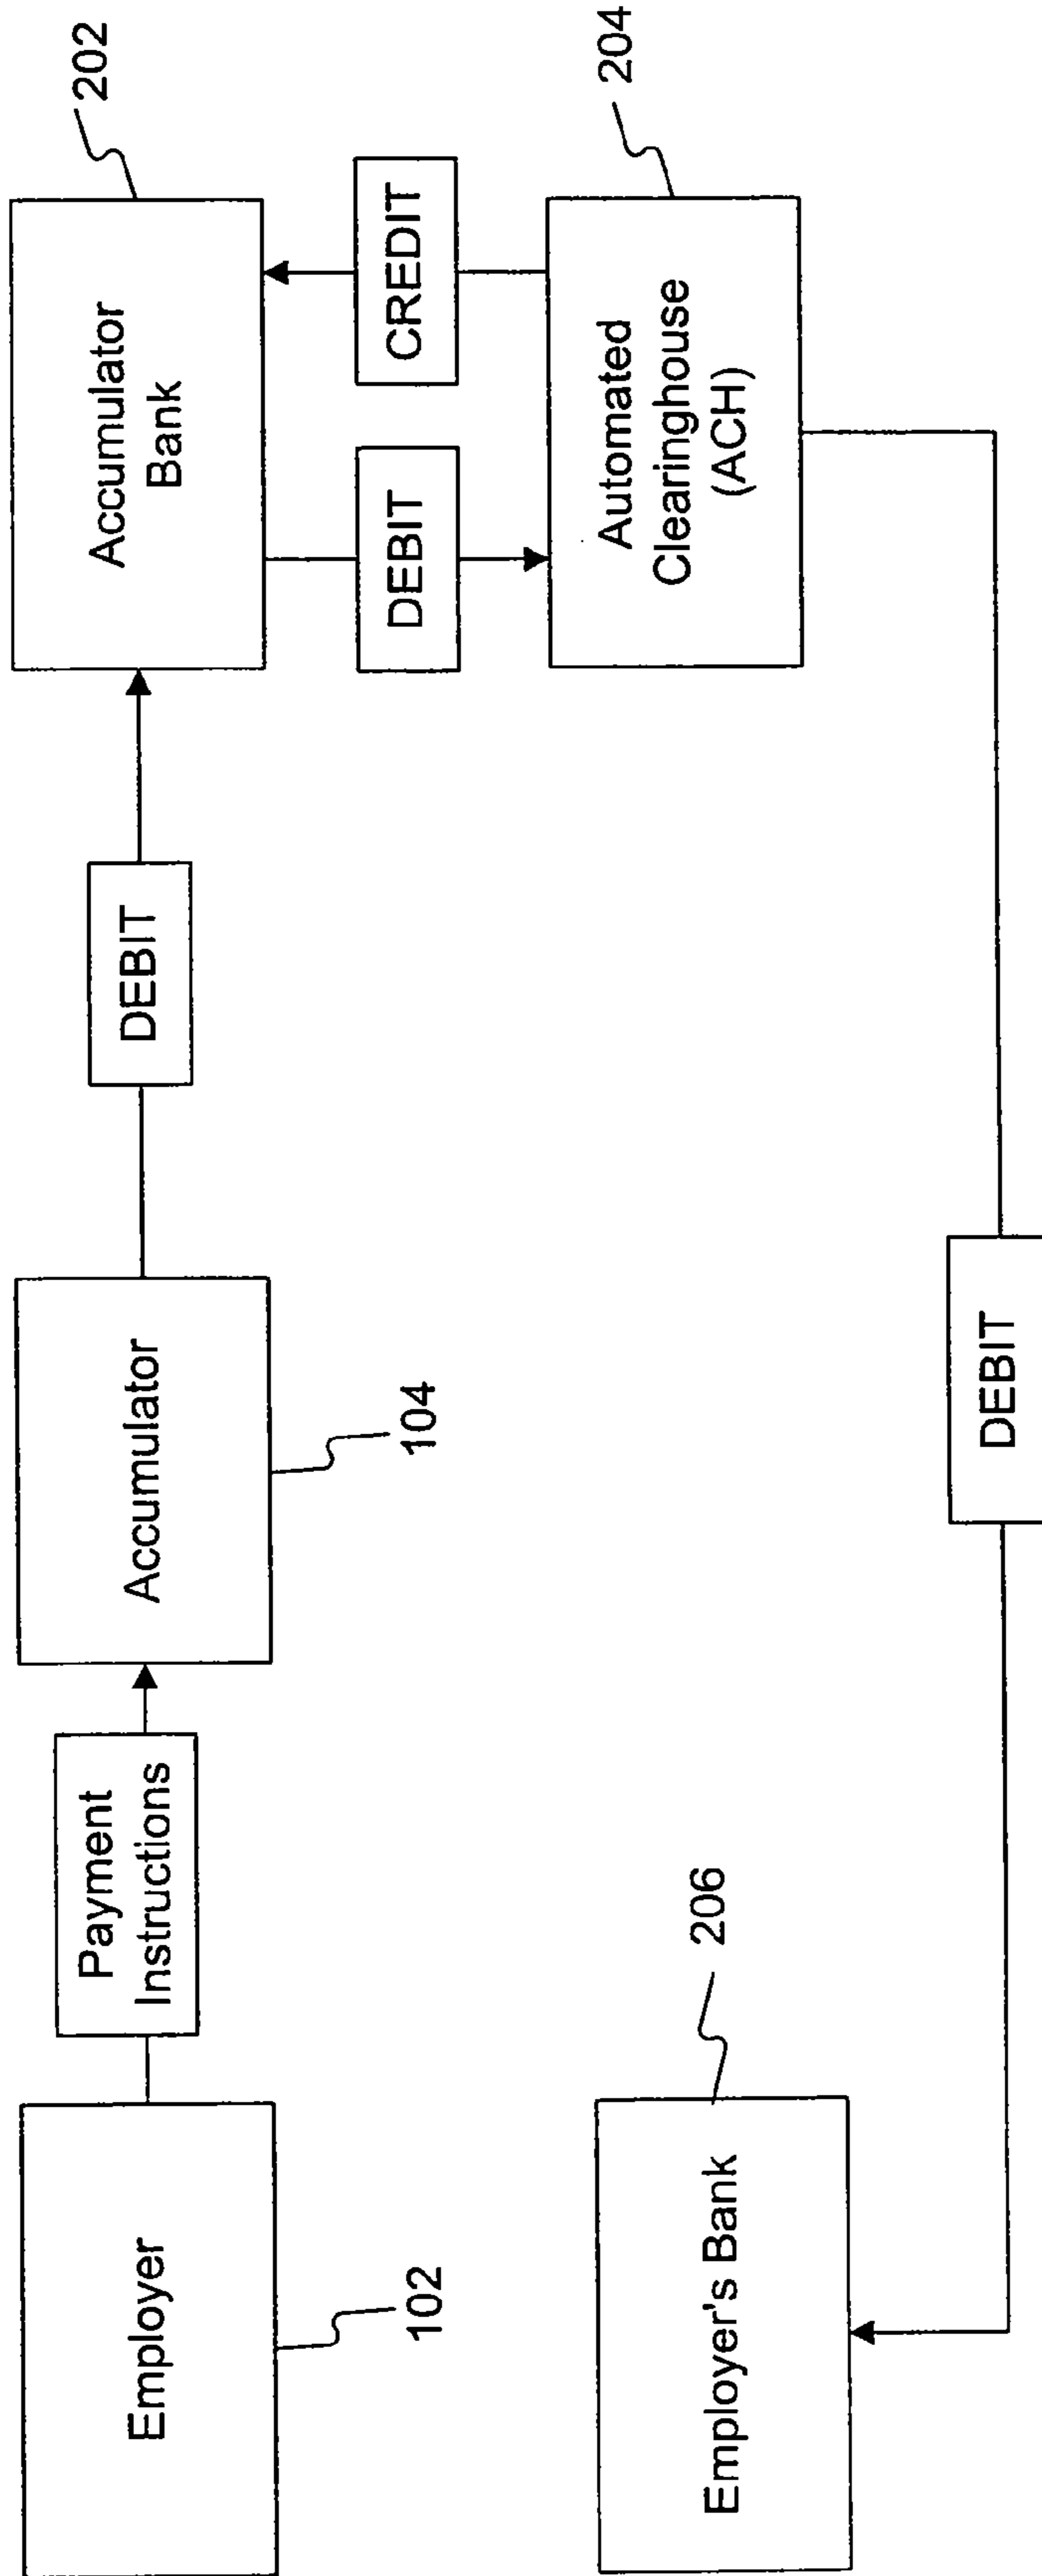 Employer
102
Payment
Instructions
Accumulator
104
DEBIT
Accumulator
Bank
202
DEBIT
CREDIT
Automated
Clearinghouse
(ACH)
204
Employer's Bank
206
DEBIT